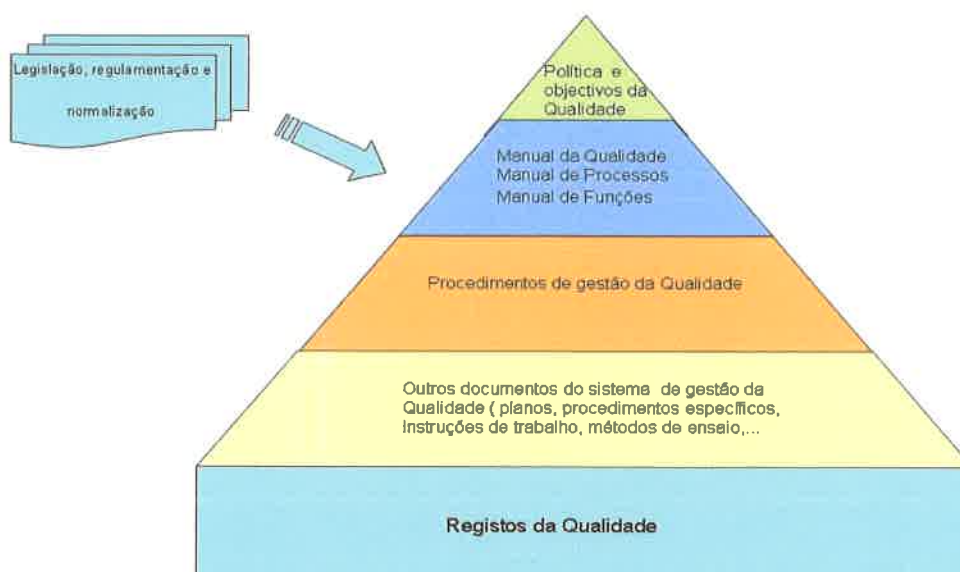 Legislação, regulamentação e
normalização
Política e
objectivos da
Qualidade
Manual da Qualidade
Manual de Processos
Manual de Funções
Procedimentos de gestão da Qualidade
Outros documentos do sistema de gestão da
Qualidade ( planos, procedimentos específicos,
Instruções de trabalho, métodos de ensaio,...
Registos da Qualidade